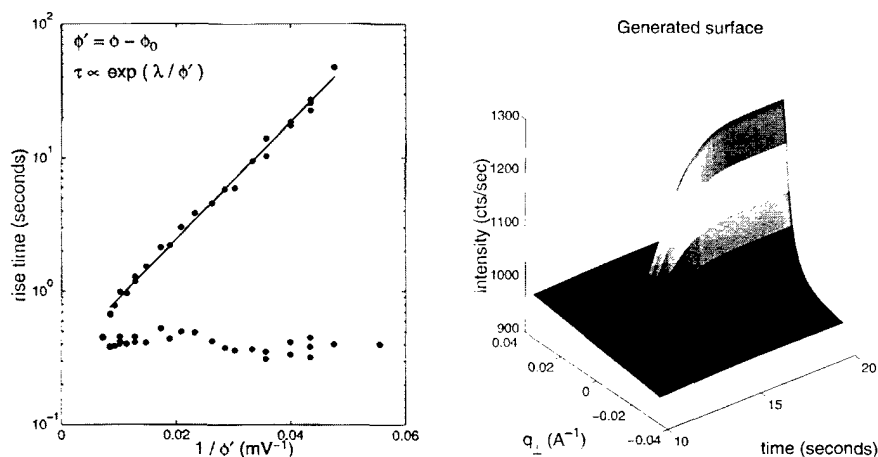 10²
ϕ' = ϕ − ϕ₀
τ ∝ exp ( λ / ϕ' )
10¹
10⁰
10⁻¹
rise time (seconds)
0
0.02
0.04
0.06
1 / ϕ' (mV⁻¹)
Generated surface
1300
1200
1100
1000
900
intensity (cts/sec)
0.04
0.02
0
−0.02
−0.04
q⊥ (A⁻¹)
10
15
20
time (seconds)